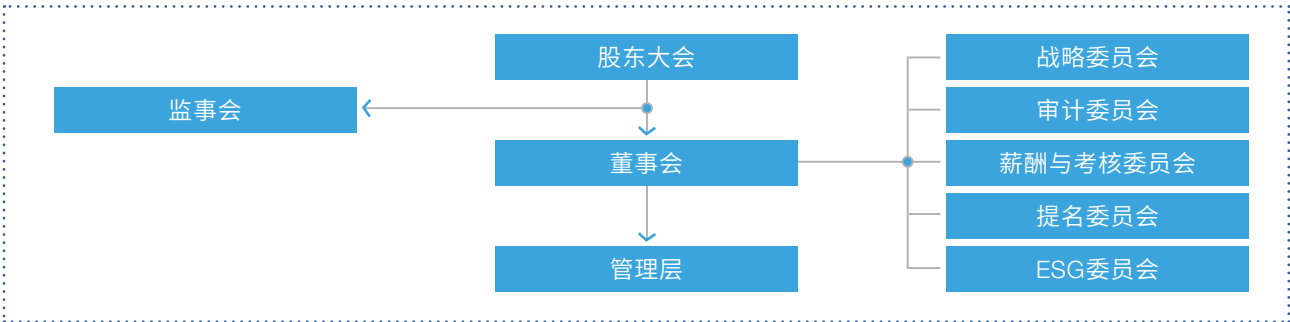 股东大会
监事会
董事会
管理层
战略委员会
审计委员会
薪酬与考核委员会
提名委员会
ESG委员会